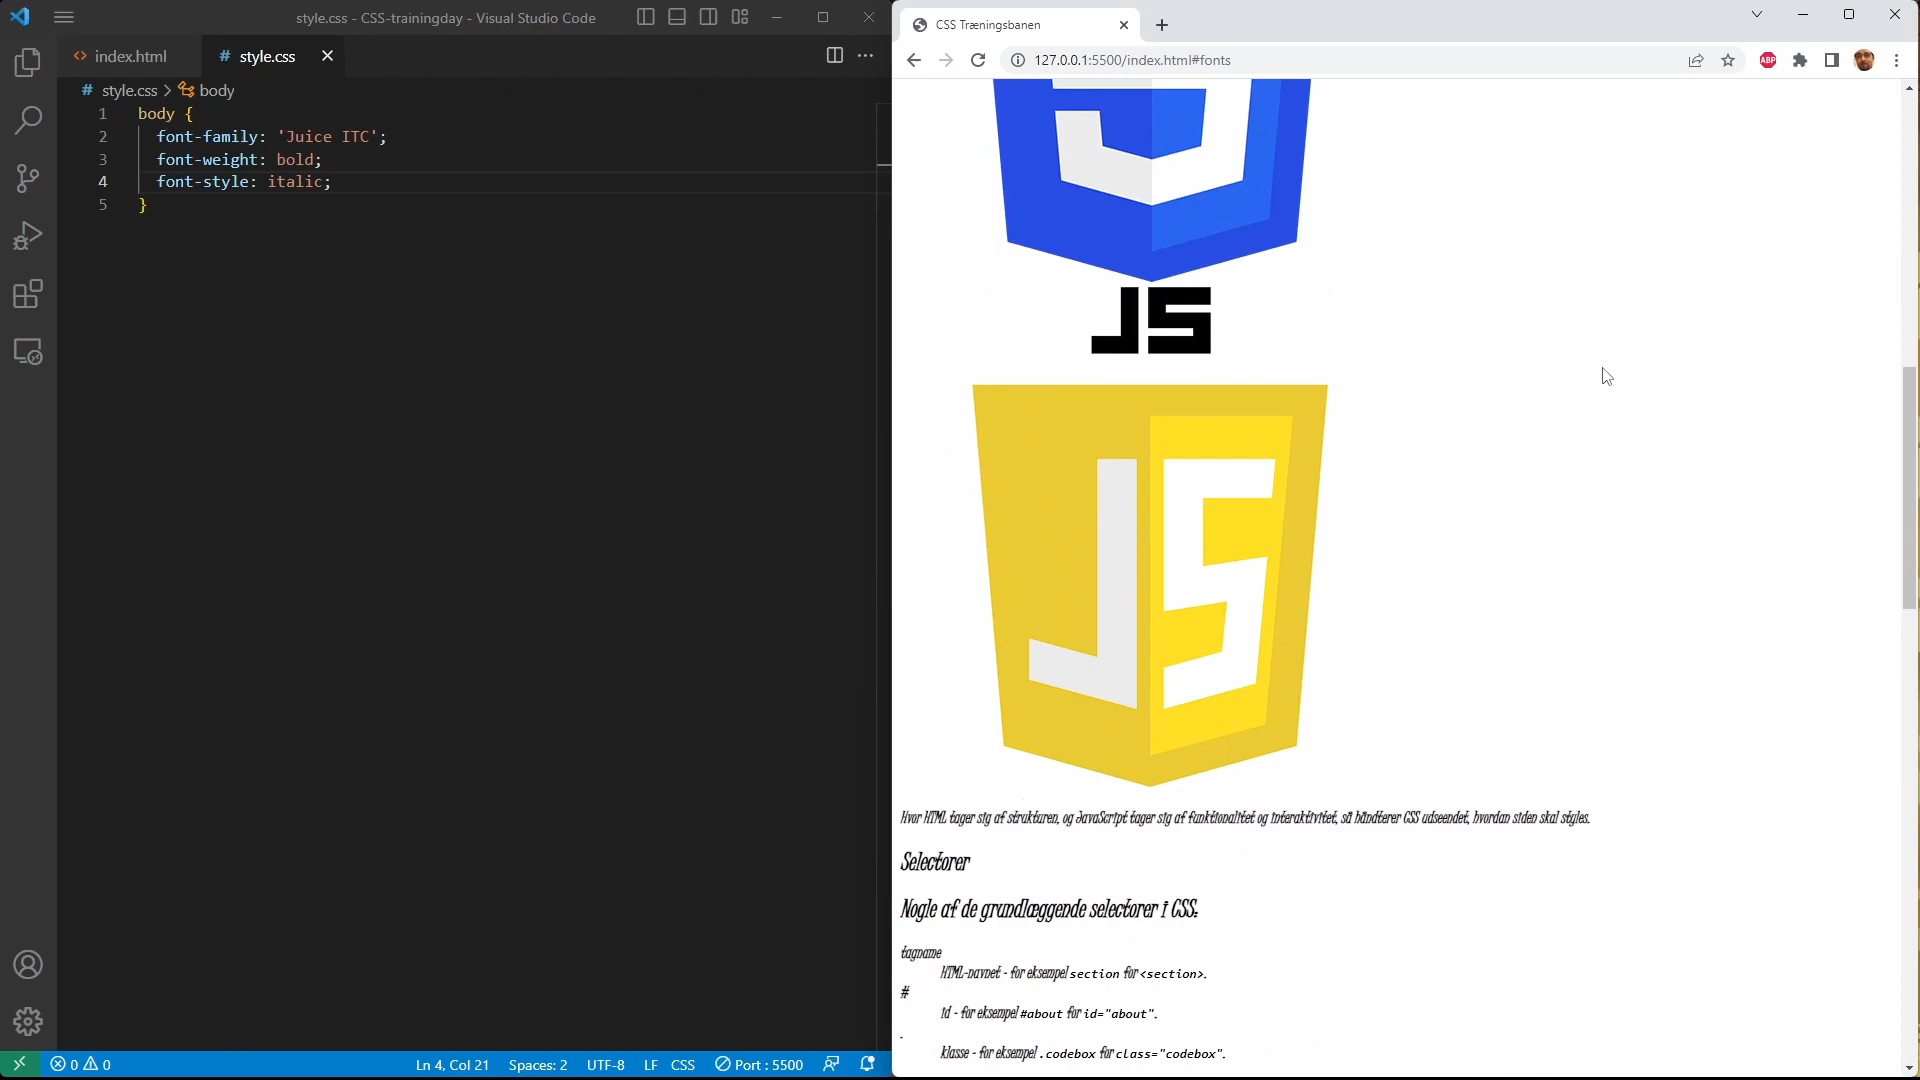 style.css - CSS-trainingday - Visual Studio Code
index.html
# style.css
# style.css > body
1 body {
2 font-family: 'Juice ITC';
3 font-weight: bold;
4 font-style: italic;
5 }
0 0
Ln 4, Col 21
Spaces: 2
UTF-8
LF
CSS
Port : 5500
CSS Træningsbanen
127.0.0.1:5500/index.html#fonts
ABP
JS
JS
Hvor HTML tager sig af strukturen, og JavaScript tager sig af funktionalitet og interaktivitet, så håndterer CSS udseendet, hvordan siden skal styles.
Selectorer
Nogle af de grundlæggende selectorer i CSS:
tagname
HTML-navnet - for eksempel section for <section>.
#
id - for eksempel #about for id="about".
.
klasse - for eksempel .codebox for class="codebox".